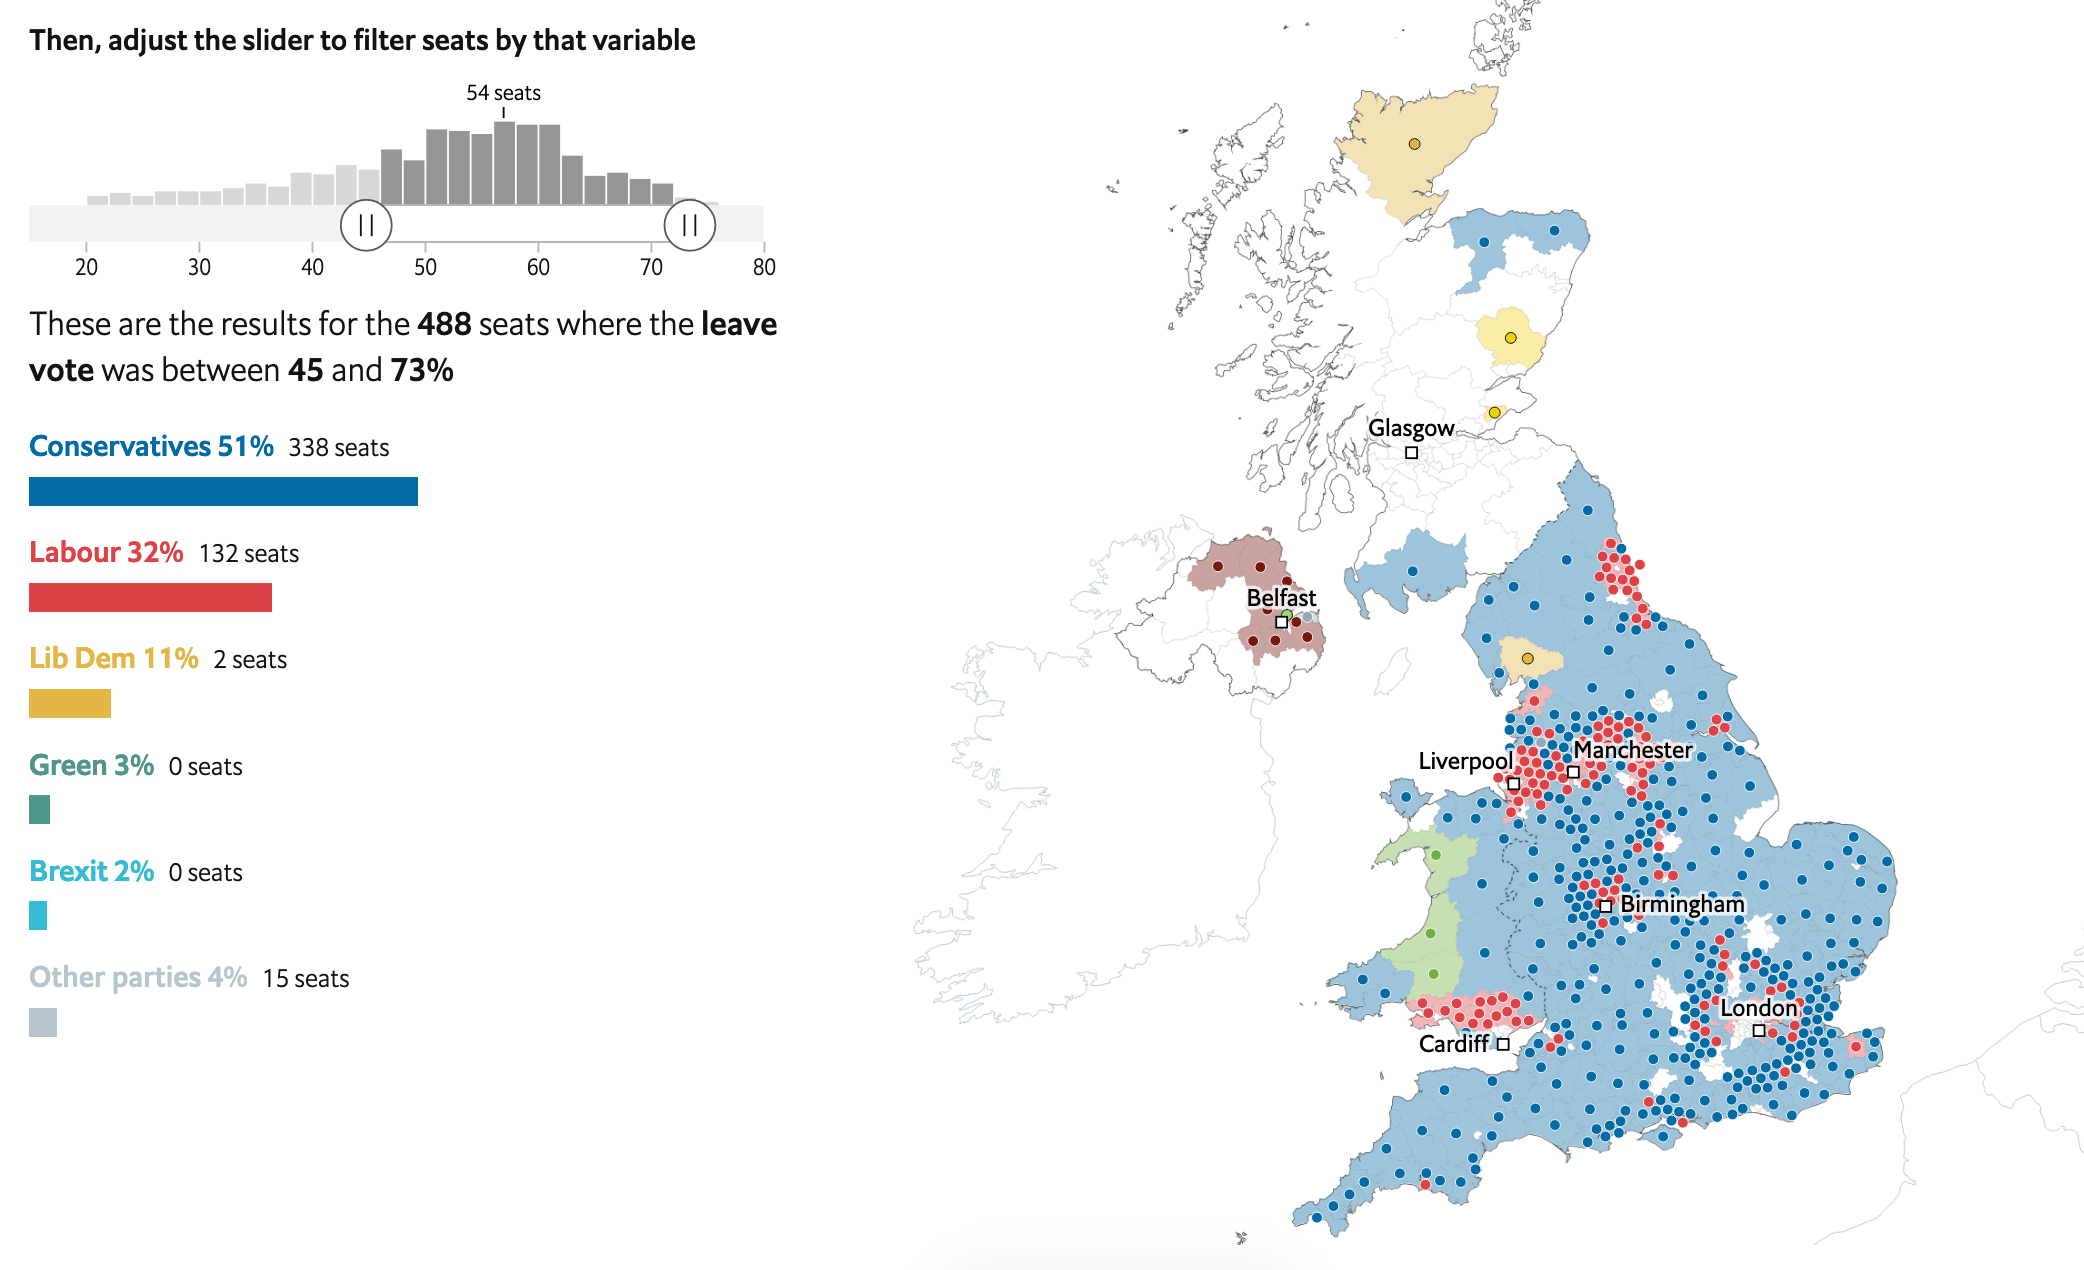 Then, adjust the slider to filter seats by that variable
54 seats
20 30 40 50 60 70 80
These are the results for the 488 seats where the leave
vote was between 45 and 73%
Conservatives 51% 338 seats
Labour 32% 132 seats
Lib Dem 11% 2 seats
Green 3% 0 seats
Brexit 2% 0 seats
Other parties 4% 15 seats
Glasgow
Belfast
Manchester
Liverpool
Birmingham
London
Cardiff